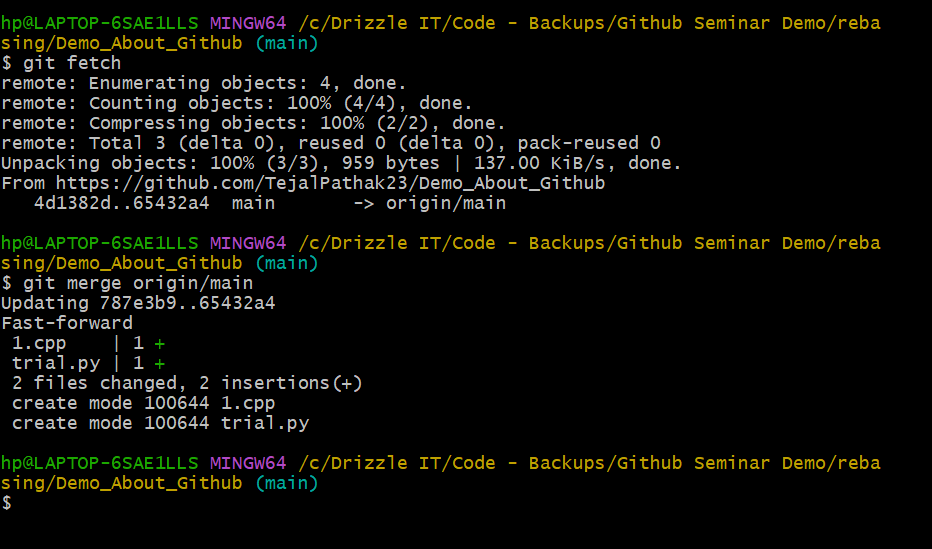 hp@LAPTOP-6SAE1LLS MINGW64 /c/Drizzle IT/Code - Backups/Github Seminar Demo/reba
sing/Demo_About_Github (main)
$ git fetch
remote: Enumerating objects: 4, done.
remote: Counting objects: 100% (4/4), done.
remote: Compressing objects: 100% (2/2), done.
remote: Total 3 (delta 0), reused 0 (delta 0), pack-reused 0
Unpacking objects: 100% (3/3), 959 bytes | 137.00 KiB/s, done.
From https://github.com/TejalPathak23/Demo_About_Github
   4d1382d..65432a4  main       -> origin/main
hp@LAPTOP-6SAE1LLS MINGW64 /c/Drizzle IT/Code - Backups/Github Seminar Demo/reba
sing/Demo_About_Github (main)
$ git merge origin/main
Updating 787e3b9..65432a4
Fast-forward
 1.cpp    | 1 +
 trial.py | 1 +
 2 files changed, 2 insertions(+)
 create mode 100644 1.cpp
 create mode 100644 trial.py
hp@LAPTOP-6SAE1LLS MINGW64 /c/Drizzle IT/Code - Backups/Github Seminar Demo/reba
sing/Demo_About_Github (main)
$